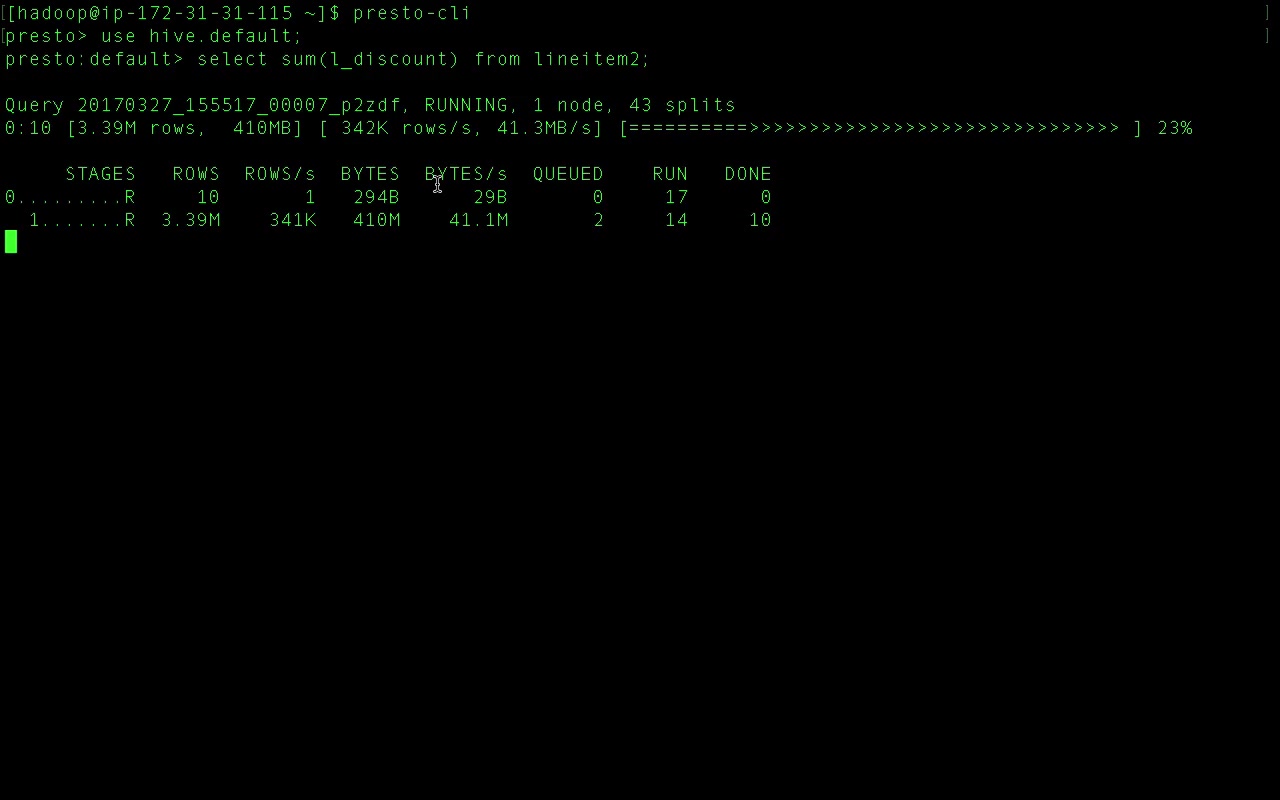 [[hadoop@ip-172-31-31-115 ~]$ presto-cli ]
[presto> use hive.default; ]
presto:default> select sum(l_discount) from lineitem2;
Query 20170327_155517_00007_p2zdf, RUNNING, 1 node, 43 splits
0:10 [3.39M rows,  410MB] [ 342K rows/s, 41.3MB/s] [==========>>>>>>>>>>>>>>>>>>>>>>>>>>>>>>> ] 23%
STAGES ROWS ROWS/s BYTES BYTES/s QUEUED RUN DONE
0.........R 10 1 294B 29B 0 17 0
1.......R 3.39M 341K 410M 41.1M 2 14 10